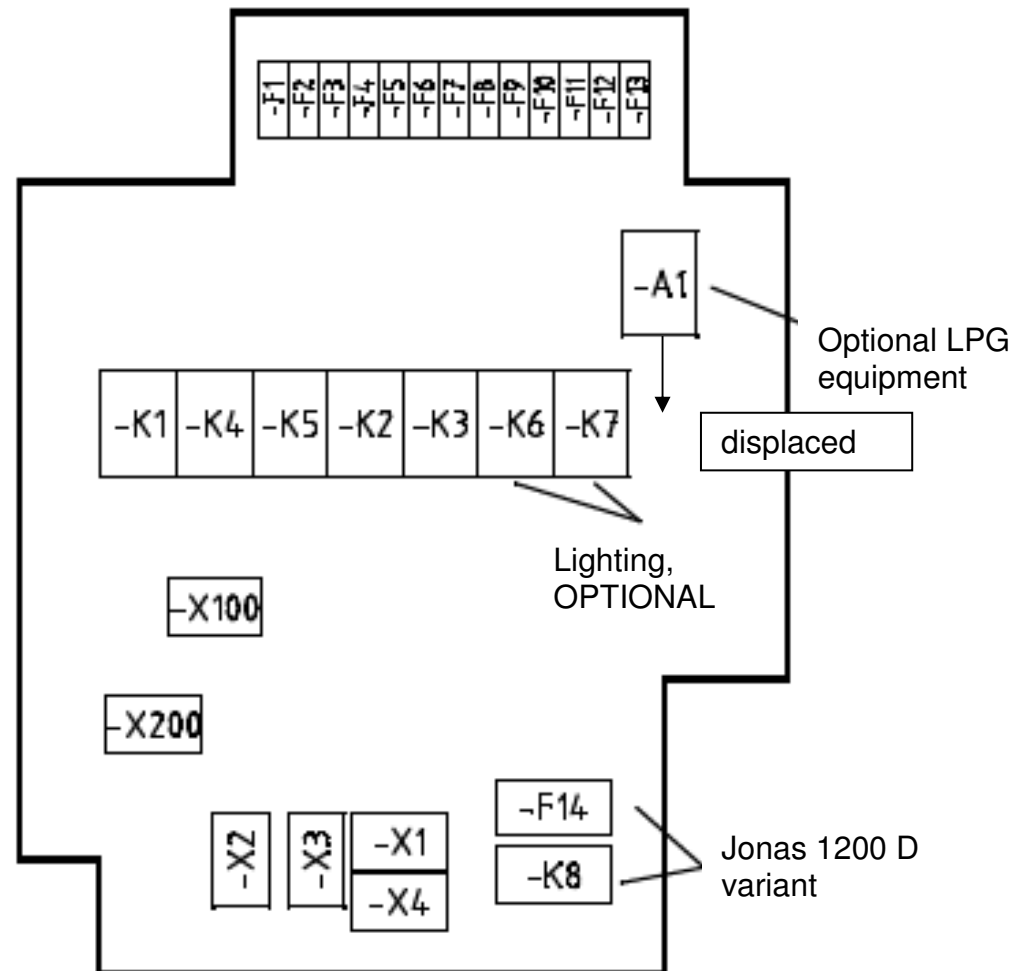 -F1 -F2 -F3 -F4 -F5 -F6 -F7 -F8 -F9 -F10 -F11 -F12 -F13
-A1
Optional LPG
equipment
-K1 -K4 -K5 -K2 -K3 -K6 -K7
displaced
Lighting,
OPTIONAL
-X100
-X200
-X2 -X3 -X1
-X4
-F14
-K8
Jonas 1200 D
variant